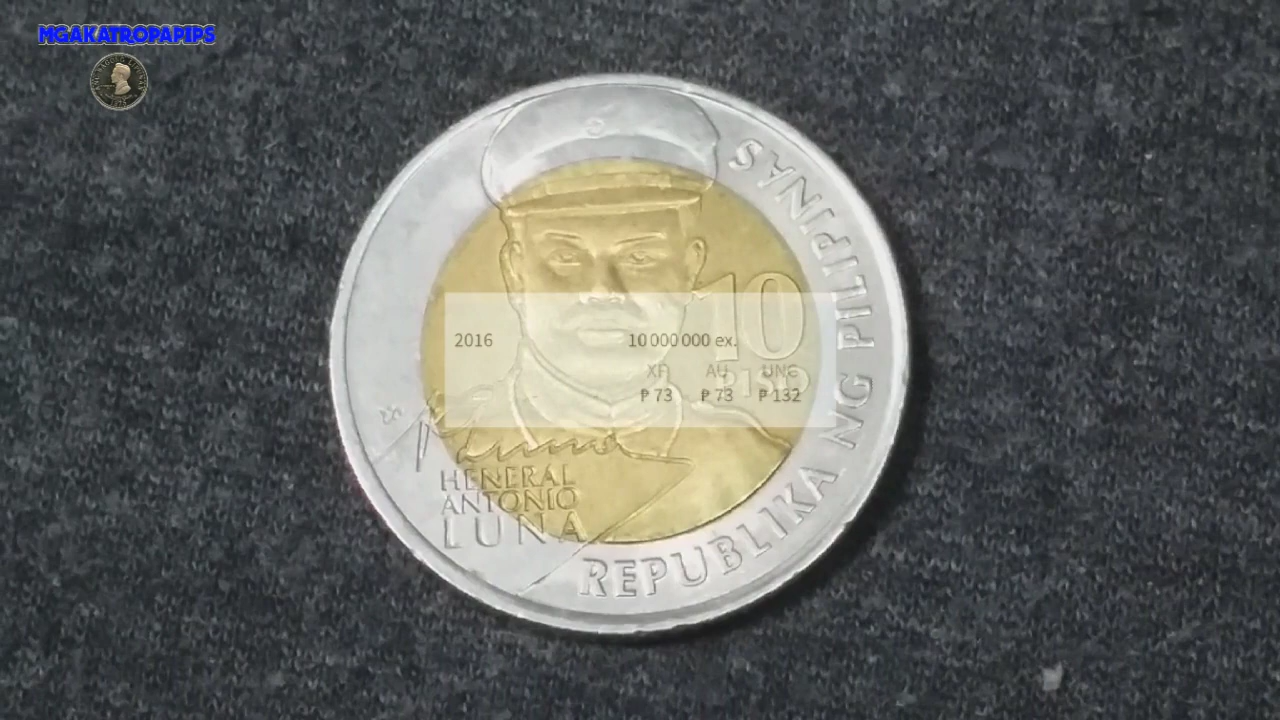 MGAKATROPAPIPS
REPUBLIKA NG PILIPINAS
10
PISO
2016 10 000 000 ex.
XF AU UNC
₱ 73 ₱ 73 ₱ 132
Aluna
HENERAL
ANTONIO
LUNA